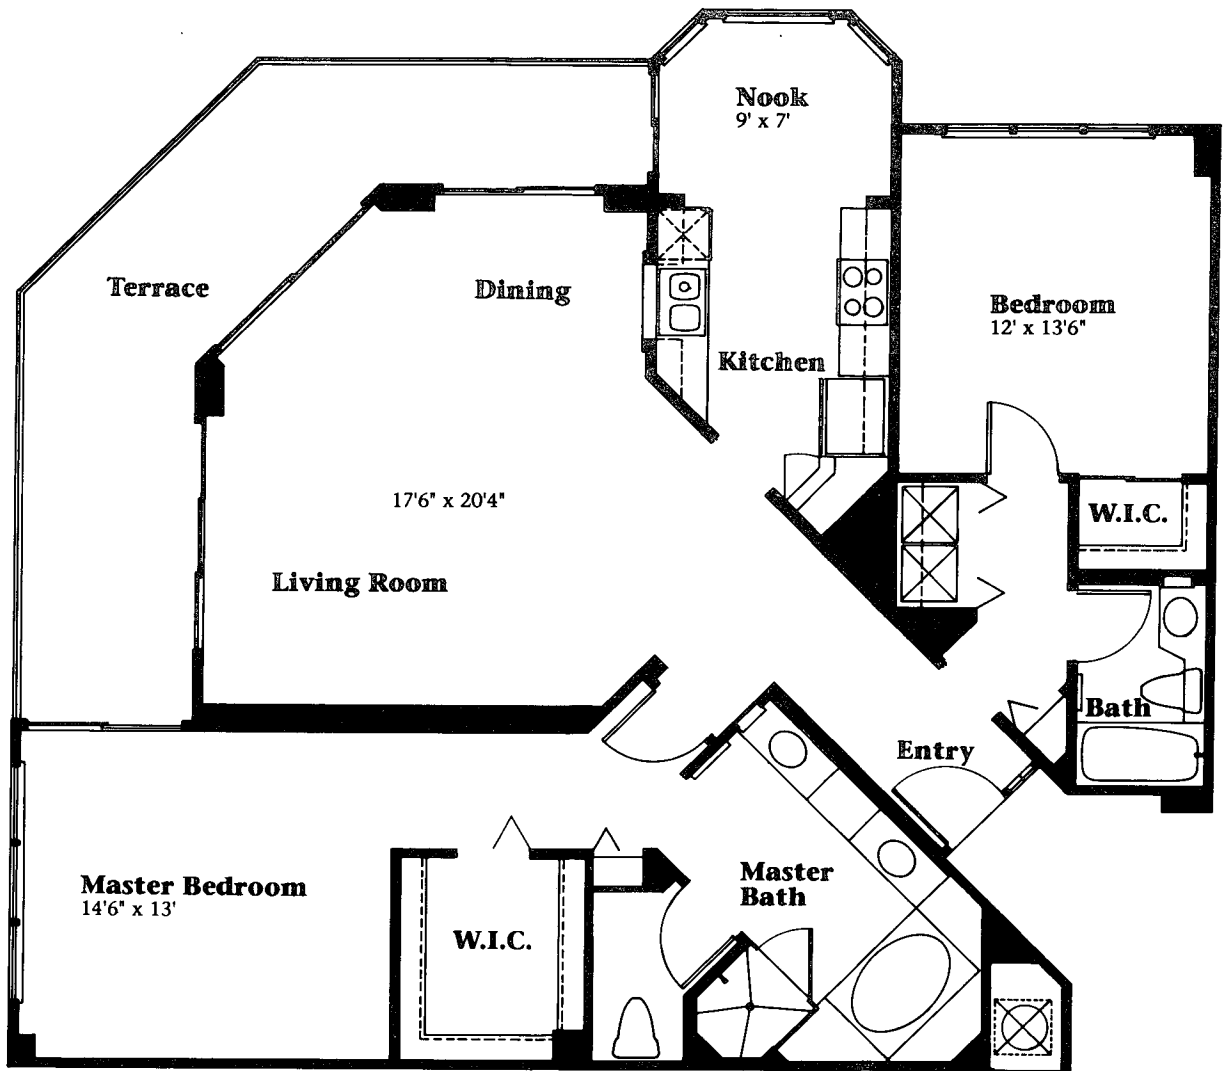 Nook
9' x 7'
Terrace
Dining
Bedroom
12' x 13'6"
Kitchen
17'6" x 20'4"
W.I.C.
Living Room
Bath
Entry
Master Bedroom
14'6" x 13'
Master
Bath
W.I.C.